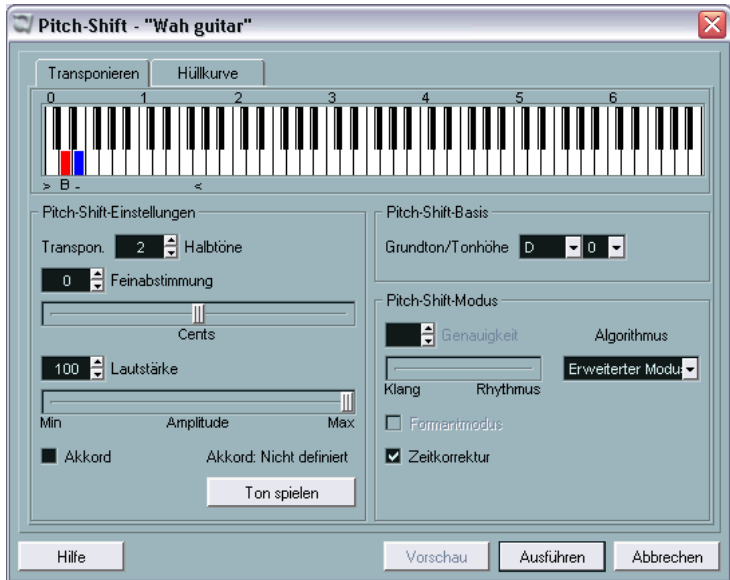 Pitch-Shift - "Wah guitar"
Transponieren Hüllkurve
0 1 2 3 4 5 6
> B - <
Pitch-Shift-Einstellungen
Transpon. 2 Halbtöne
0 Feinabstimmung
Cents
100 Lautstärke
Min Amplitude Max
Akkord Akkord: Nicht definiert
Ton spielen
Pitch-Shift-Basis
Grundton/Tonhöhe D 0
Pitch-Shift-Modus
Genauigkeit Algorithmus
Erweiterter Modu:
Klang Rhythmus
Formantmodus
Zeitkorrektur
Hilfe Vorschau Ausführen Abbrechen